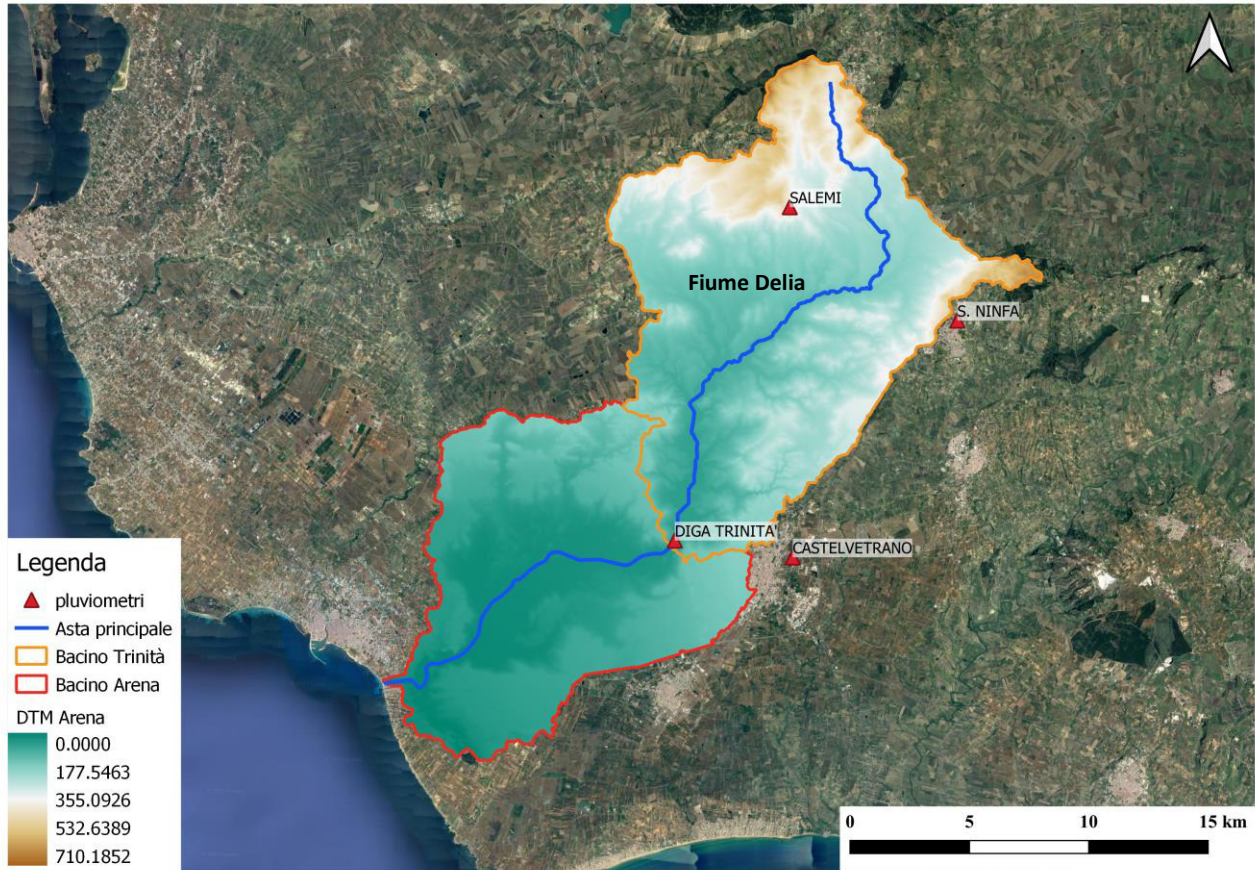 SALEMI
Fiume Delia
S. NINFA
DIGA TRINITA'
CASTELVETRANO
Legenda
pluviometri
Asta principale
Bacino Trinità
Bacino Arena
DTM Arena
0.0000
177.5463
355.0926
532.6389
710.1852
0 5 10 15 km